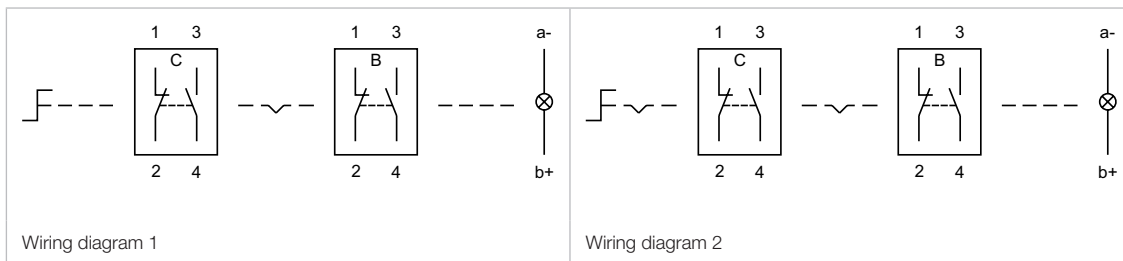 1 3 1 3 a-
C B
2 4 2 4 b+
Wiring diagram 1
1 3 1 3 a-
C B
2 4 2 4 b+
Wiring diagram 2